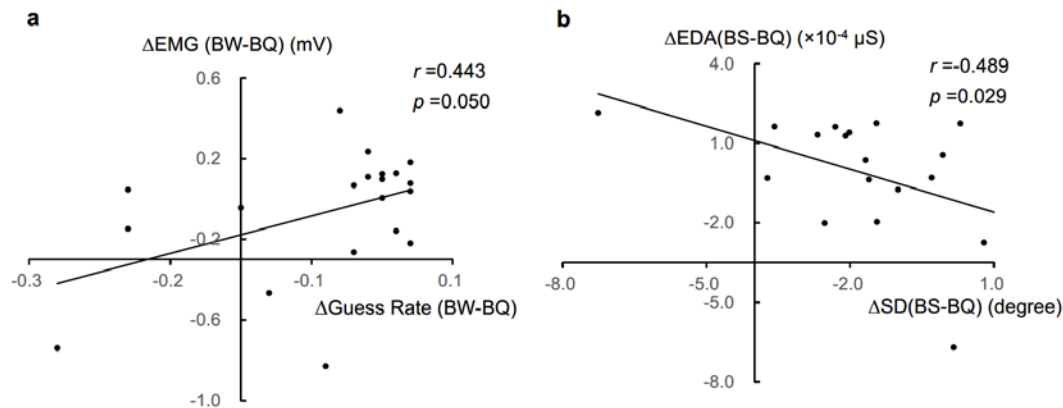 a
ΔEMG (BW-BQ) (mV)
r =0.443
p =0.050
0.6
0.2
-0.2
-0.6
-1.0
-0.3
-0.2
-0.1
0.1
ΔGuess Rate (BW-BQ)
b
ΔEDA(BS-BQ) (×10⁻⁴ μS)
r =-0.489
p =0.029
4.0
1.0
-2.0
-5.0
-8.0
-8.0
-5.0
-2.0
1.0
ΔSD(BS-BQ) (degree)